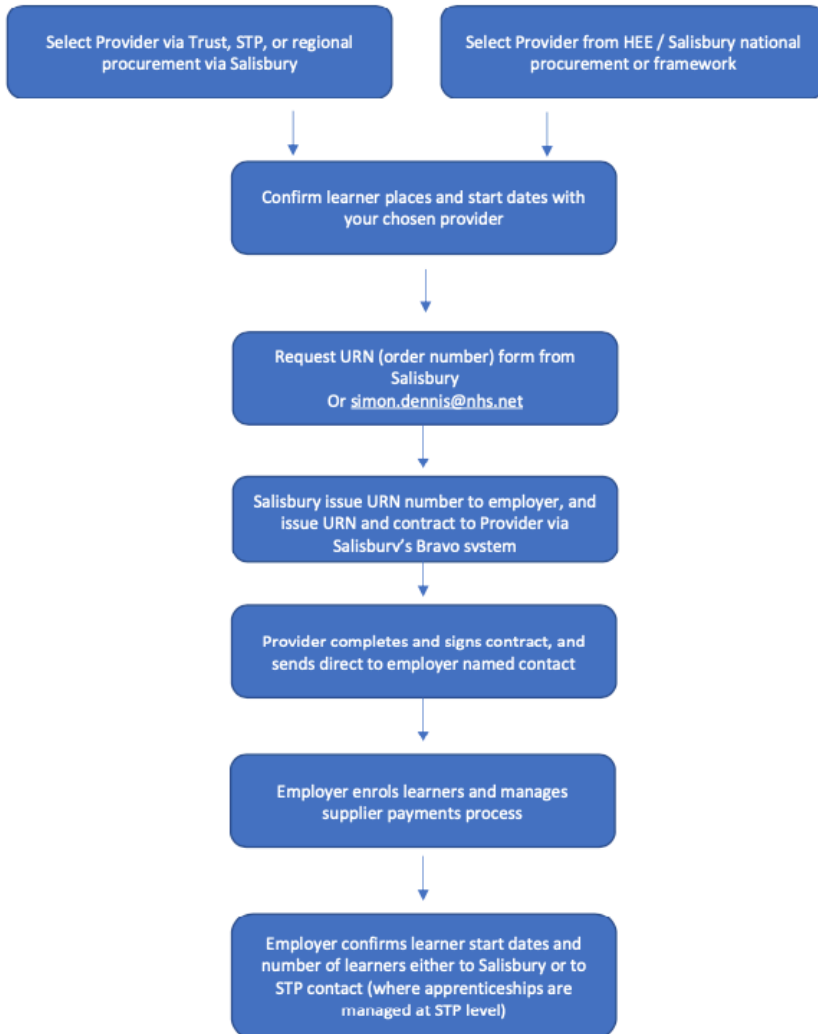 Select Provider via Trust, STP, or regional
procurement via Salisbury
Select Provider from HEE / Salisbury national
procurement or framework
Confirm learner places and start dates with
your chosen provider
Request URN (order number) form from
Salisbury
Or simon.dennis@nhs.net
Salisbury issue URN number to employer, and
issue URN and contract to Provider via
Salisbury's Bravo system
Provider completes and signs contract, and
sends direct to employer named contact
Employer enrols learners and manages
supplier payments process
Employer confirms learner start dates and
number of learners either to Salisbury or to
STP contact (where apprenticeships are
managed at STP level)